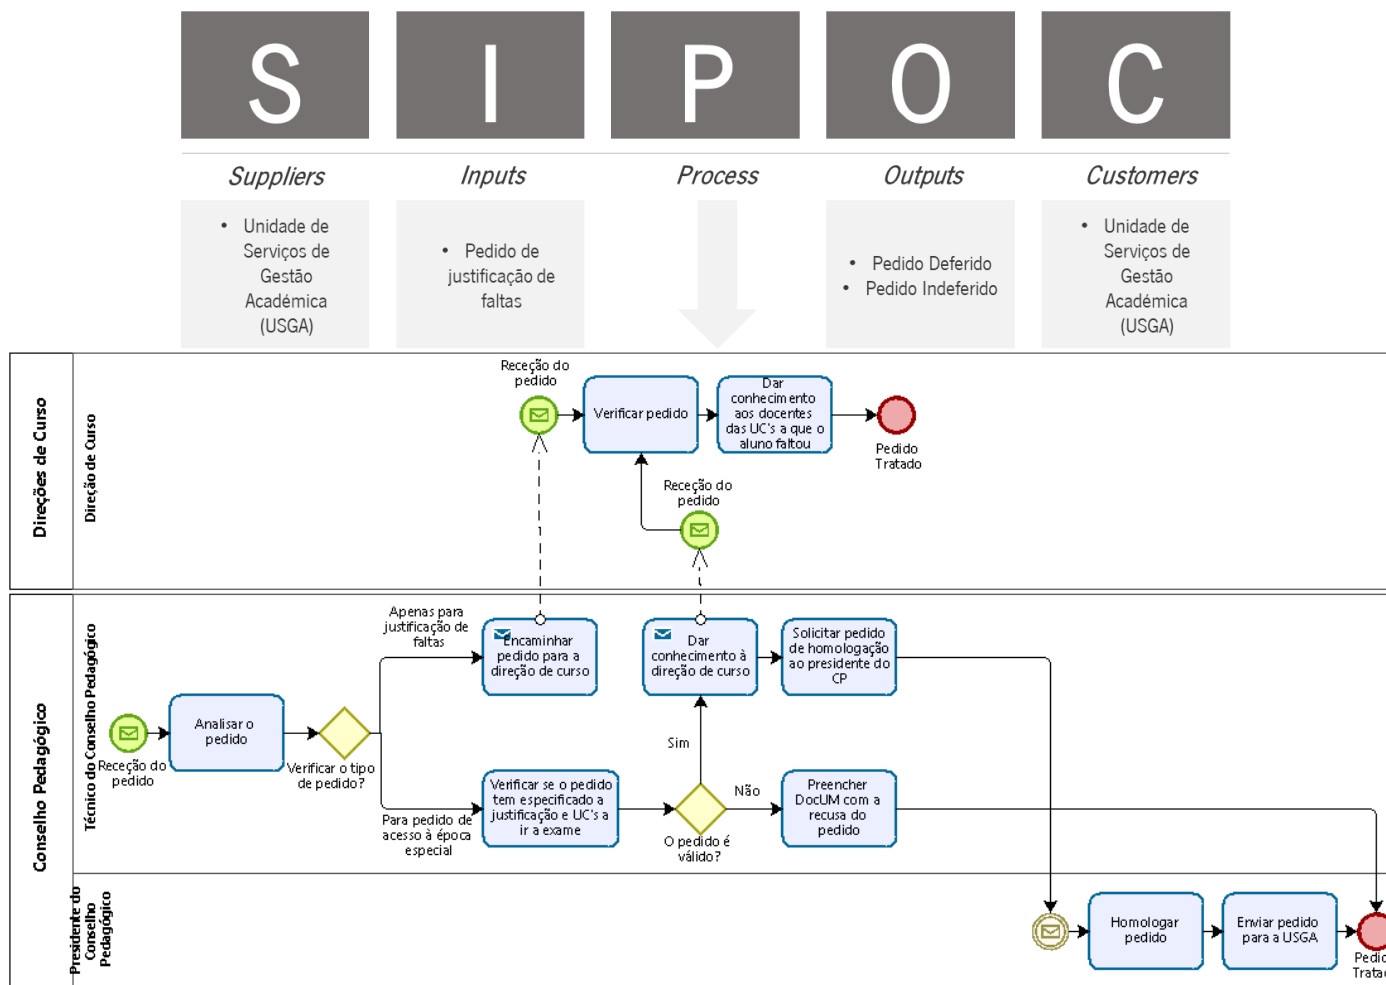 S I P O C
Suppliers Inputs Process Outputs Customers
• Unidade de
Serviços de
Gestão
Académica
(USGA)
• Pedido de
justificação de
faltas
• Pedido Deferido
• Pedido Indeferido
• Unidade de
Serviços de
Gestão
Académica
(USGA)
Direções de Curso
Direção de Curso
Receção do
pedido
Verificar pedido
Dar
conhecimento
aos docentes
das UC's a que o
aluno faltou
Pedido
Tratado
Receção do
pedido
Conselho Pedagógico
Técnico do Conselho Pedagógico
Receção do
pedido
Analisar o
pedido
Verificar o tipo
de pedido?
Apenas para
justificação de
faltas
Encaminhar
pedido para a
direção de curso
Para pedido de
acesso à época
especial
Verificar se o pedido
tem especificado a
justificação e UC's a
ir a exame
O pedido é
válido?
Sim
Não
Dar
conhecimento à
direção de curso
Solicitar pedido
de homologação
ao presidente do
CP
Preencher
DocUM com a
recusa do
pedido
Presidente do
Conselho
Pedagógico
Homologar
pedido
Enviar pedido
para a USGA
Pedid
Tratad